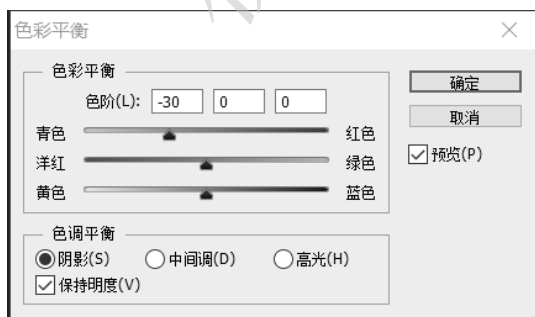 色彩平衡
色彩平衡
色阶(L): -30 0 0
青色 红色
洋红 绿色
黄色 蓝色
色调平衡
阴影(S) 中间调(D) 高光(H)
保持明度(V)
确定
取消
预览(P)